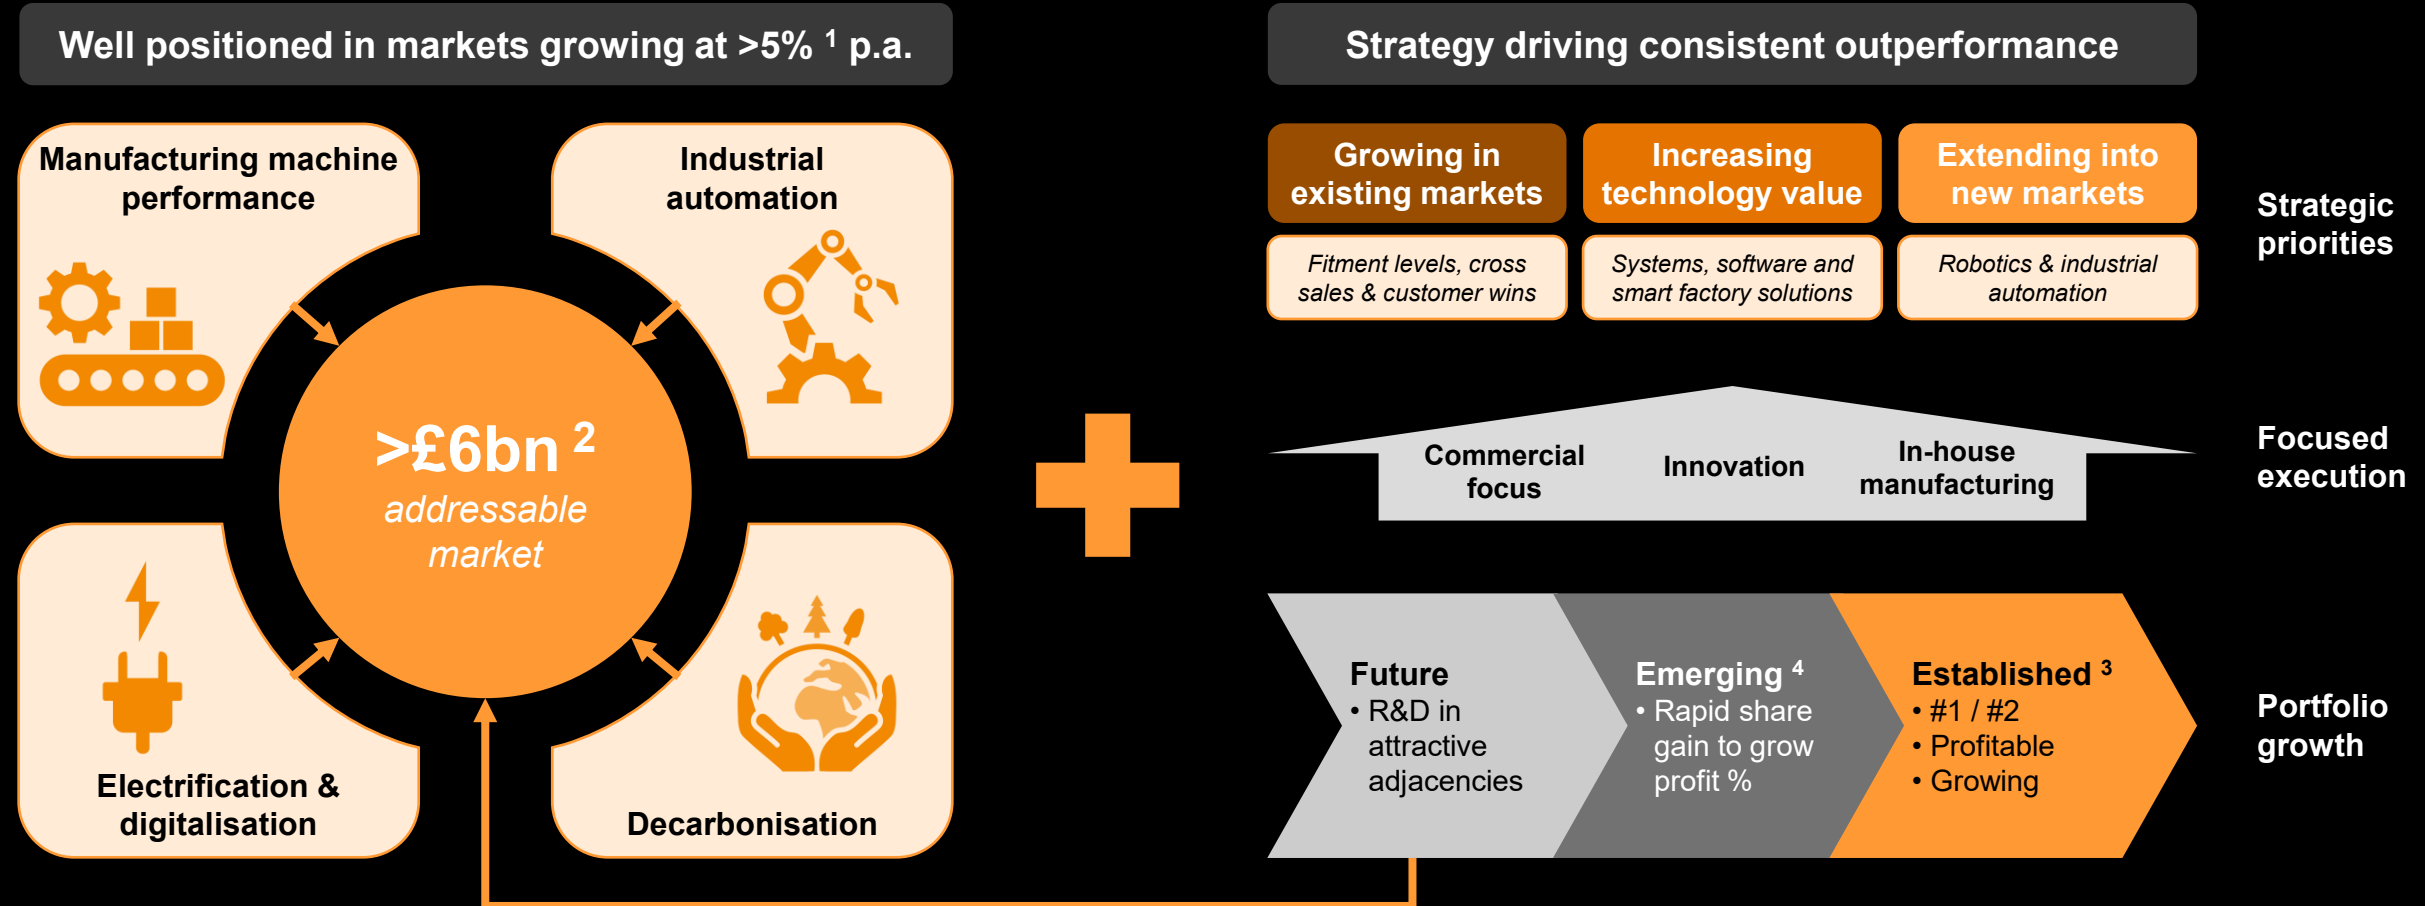 Well positioned in markets growing at >5% ¹ p.a.
Manufacturing machine
performance
Industrial
automation
>£6bn ²
addressable
market
Electrification &
digitalisation
Decarbonisation
Strategy driving consistent outperformance
Growing in
existing markets
Increasing
technology value
Extending into
new markets
Fitment levels, cross
sales & customer wins
Systems, software and
smart factory solutions
Robotics & industrial
automation
Strategic
priorities
Commercial
focus
Innovation
In-house
manufacturing
Focused
execution
Future
• R&D in
attractive
adjacencies
Emerging ⁴
• Rapid share
gain to grow
profit %
Established ³
• #1 / #2
• Profitable
• Growing
Portfolio
growth